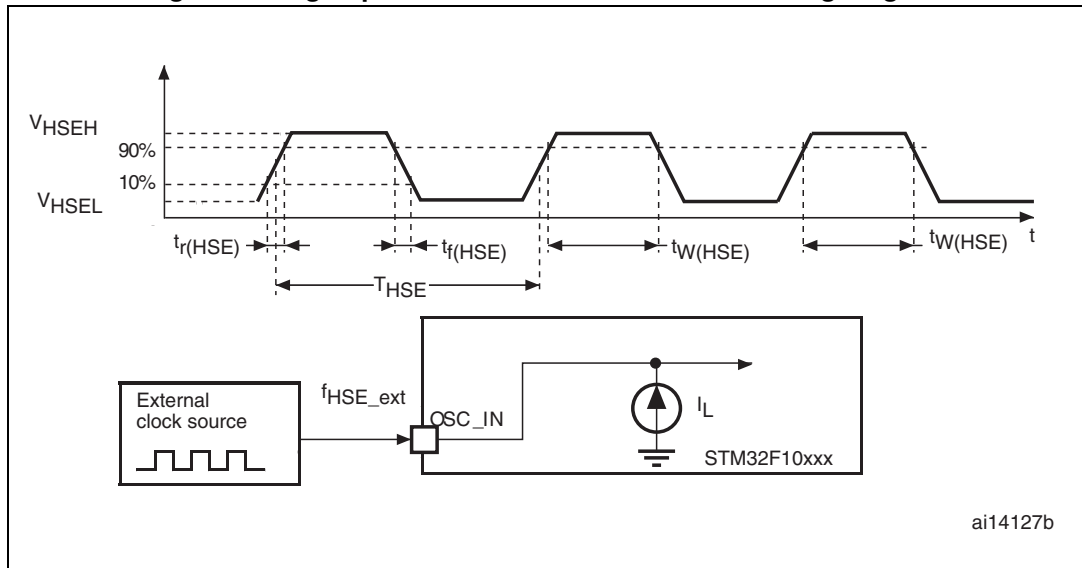 VHSEH
90%
10%
VHSEL
tr(HSE)
tf(HSE)
tW(HSE)
tW(HSE)
t
THSE
External
clock source
fHSE_ext
OSC_IN
IL
STM32F10xxx
ai14127b